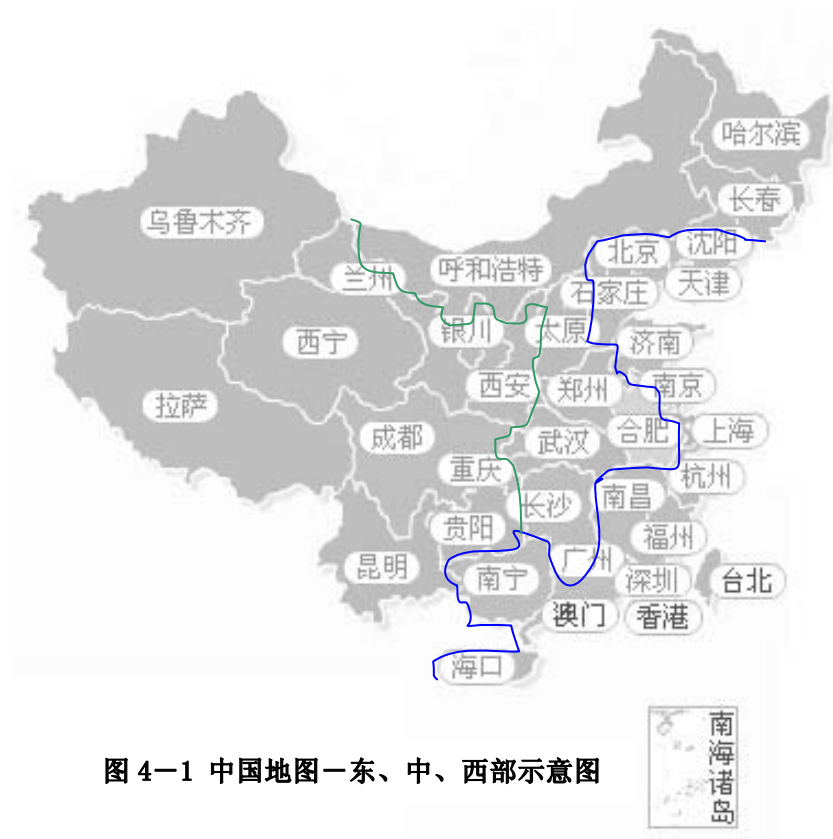 哈尔滨
长春
乌鲁木齐
沈阳
北京
呼和浩特
兰州
天津
石家庄
银川
太原
济南
西宁
西安
郑州
南京
拉萨
成都
武汉
合肥
上海
重庆
杭州
长沙
南昌
贵阳
福州
昆明
广州
南宁
深圳
台北
澳门
香港
海口
南海诸岛
图 4－1 中国地图－东、中、西部示意图